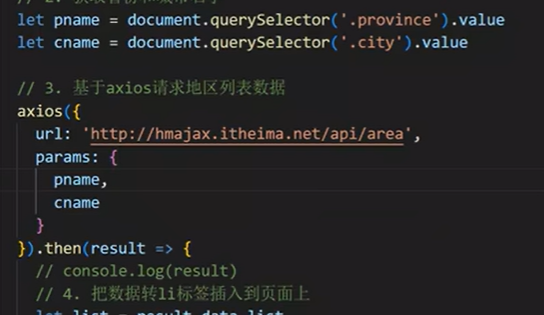 let pname = document.querySelector('.province').value
let cname = document.querySelector('.city').value
// 3. 基于axios请求地区列表数据
axios({
url: 'http://hmajax.itheima.net/api/area',
params: {
pname,
cname
}
}).then(result => {
// console.log(result)
// 4. 把数据转li标签插入到页面上